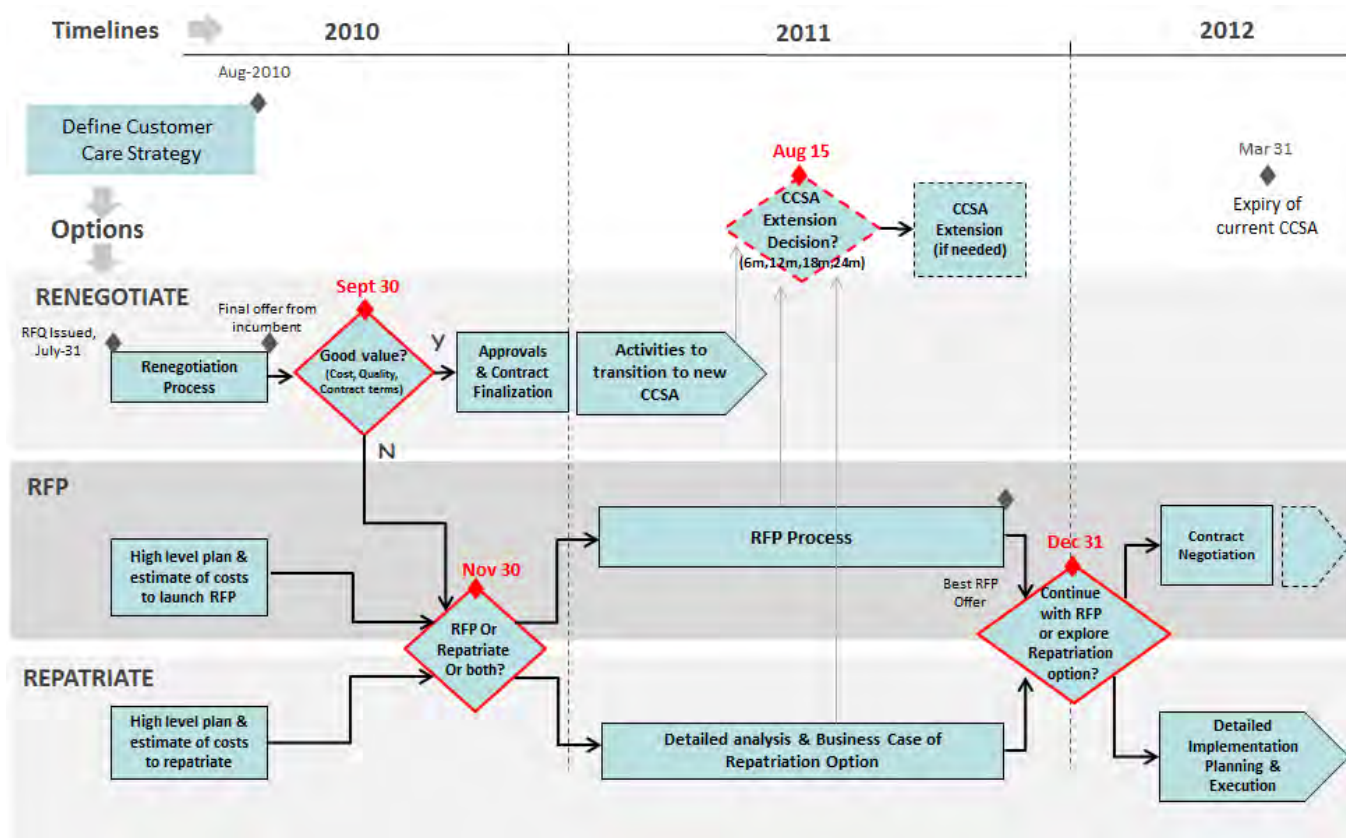 Timelines
2010
2011
2012
Aug-2010
Define Customer
Care Strategy
Options
Aug 15
CCSA
Extension
Decision?
(6m,12m,18m,24m)
CCSA
Extension
(if needed)
Mar 31
Expiry of
current CCSA
RENEGOTIATE
RFQ Issued,
July-31
Final offer from
incumbent
Renegotiation
Process
Sept 30
Good value?
(Cost, Quality,
Contract terms)
Y
N
Approvals
& Contract
Finalization
Activities to
transition to new
CCSA
RFP
High level plan &
estimate of costs
to launch RFP
Nov 30
RFP Or
Repatriate
Or both?
RFP Process
Best RFP
Offer
Dec 31
Continue
with RFP
or explore
Repatriation
option?
Contract
Negotiation
REPATRIATE
High level plan &
estimate of costs
to repatriate
Detailed analysis & Business Case of
Repatriation Option
Detailed
Implementation
Planning &
Execution